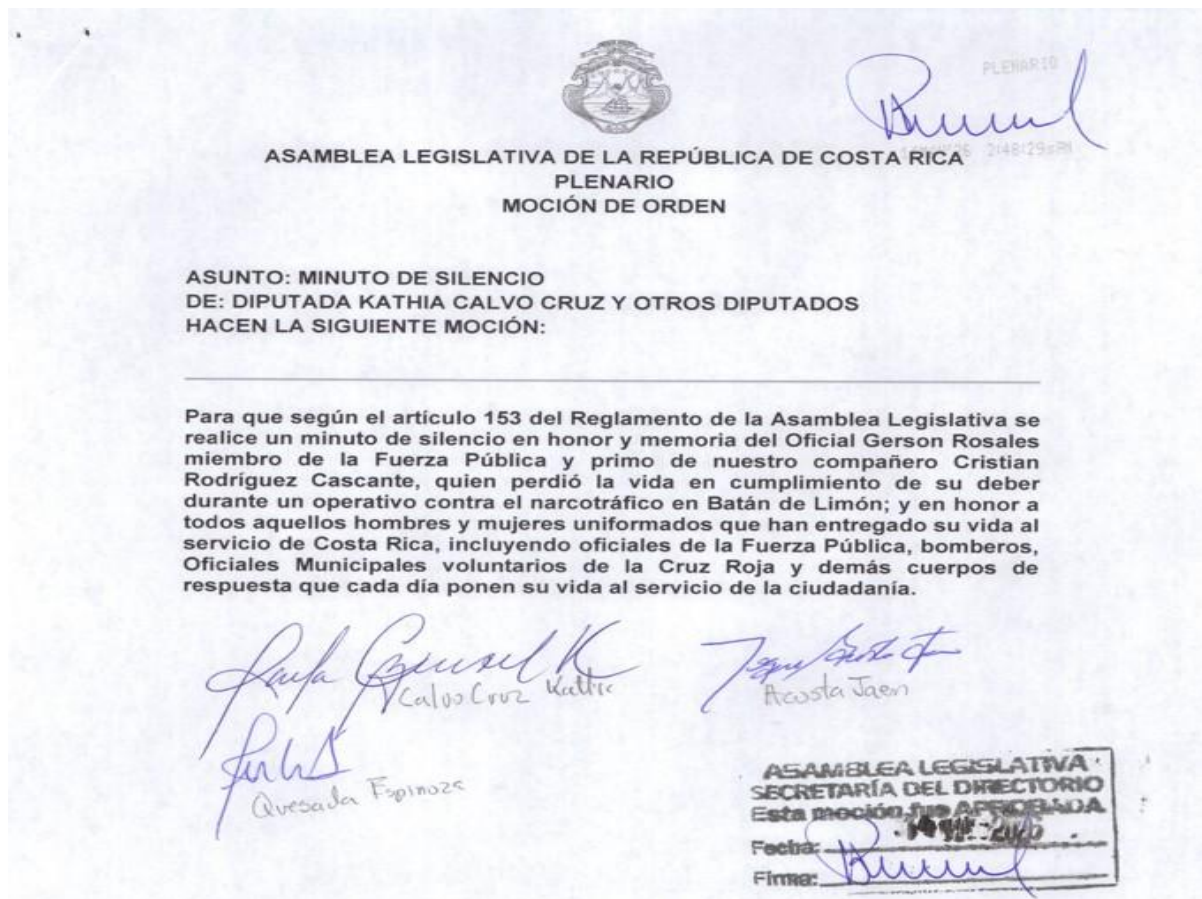 PLENARIO
2:48:29 PM
ASAMBLEA LEGISLATIVA DE LA REPÚBLICA DE COSTA RICA
PLENARIO
MOCIÓN DE ORDEN
ASUNTO: MINUTO DE SILENCIO
DE: DIPUTADA KATHIA CALVO CRUZ Y OTROS DIPUTADOS
HACEN LA SIGUIENTE MOCIÓN:
Para que según el artículo 153 del Reglamento de la Asamblea Legislativa se
realice un minuto de silencio en honor y memoria del Oficial Gerson Rosales
miembro de la Fuerza Pública y primo de nuestro compañero Cristian
Rodríguez Cascante, quien perdió la vida en cumplimiento de su deber
durante un operativo contra el narcotráfico en Batán de Limón; y en honor a
todos aquellos hombres y mujeres uniformados que han entregado su vida al
servicio de Costa Rica, incluyendo oficiales de la Fuerza Pública, bomberos,
Oficiales Municipales voluntarios de la Cruz Roja y demás cuerpos de
respuesta que cada día ponen su vida al servicio de la ciudadanía.
Calvo Cruz Kathia
Acosta Jaen
Quesada Espinoza
ASAMBLEA LEGISLATIVA
SECRETARÍA DEL DIRECTORIO
Esta moción fue APROBADA
Fecha:
Firma: